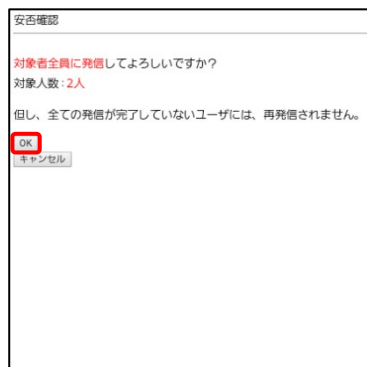 安否確認
対象者全員に発信してよろしいですか？
対象人数：2人
但し、全ての発信が完了していないユーザには、再発信されません。
OK
キャンセル